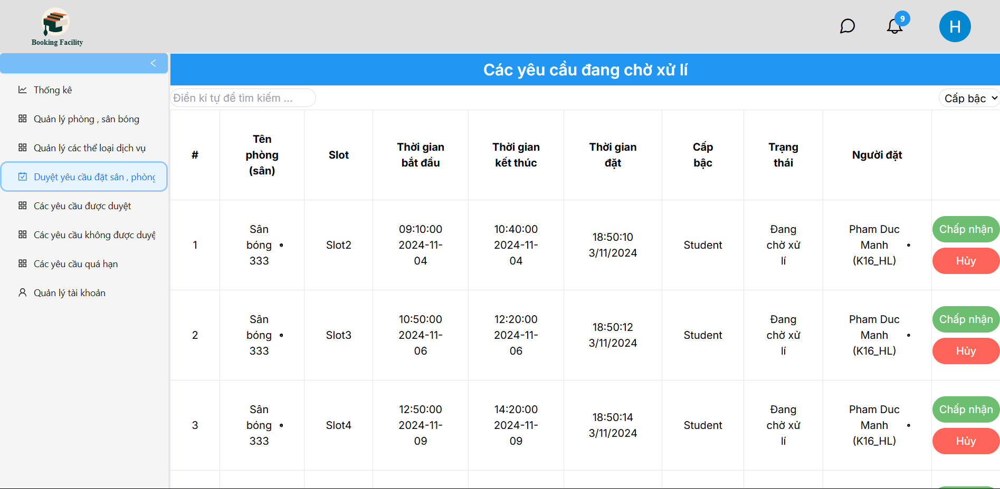 Booking Facility
9
H
Thống kê
Quản lý phòng , sân bóng
Quản lý các thể loại dịch vụ
Duyệt yêu cầu đặt sân , phòng
Các yêu cầu được duyệt
Các yêu cầu không được duyệ
Các yêu cầu quá hạn
Quản lý tài khoản
Các yêu cầu đang chờ xử lí
Điền kí tự để tìm kiếm ...
Cấp bậc
#
Tên
phòng
(sân)
Slot
Thời gian
bắt đầu
Thời gian
kết thúc
Thời gian
đặt
Cấp
bậc
Trạng
thái
Người đặt
1
Sân
bóng
333
Slot2
09:10:00
2024-11-
04
10:40:00
2024-11-
04
18:50:10
3/11/2024
Student
Đang
chờ xử
lí
Pham Duc
Manh
(K16_HL)
Chấp nhận
Hủy
2
Sân
bóng
333
Slot3
10:50:00
2024-11-
06
12:20:00
2024-11-
06
18:50:12
3/11/2024
Student
Đang
chờ xử
lí
Pham Duc
Manh
(K16_HL)
Chấp nhận
Hủy
3
Sân
bóng
333
Slot4
12:50:00
2024-11-
09
14:20:00
2024-11-
09
18:50:14
3/11/2024
Student
Đang
chờ xử
lí
Pham Duc
Manh
(K16_HL)
Chấp nhận
Hủy